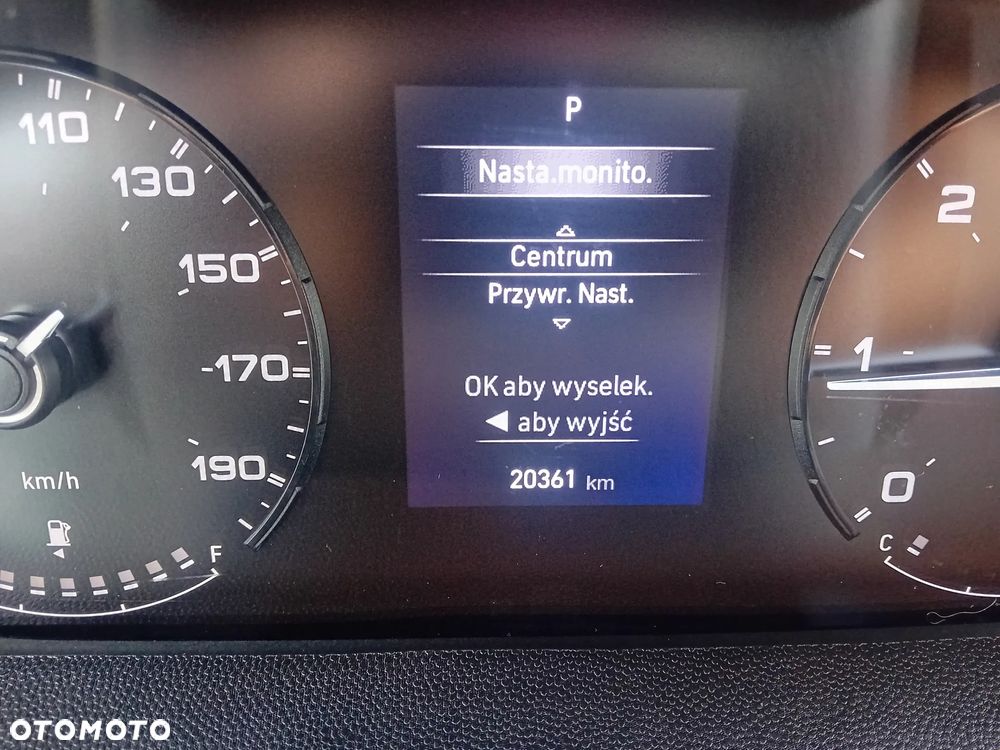 110
130
150
170
190
km/h
F
P
Nasta.monito.
Centrum
Przywr. Nast.
OK aby wyselek.
◀ aby wyjść
20361 km
2
1
0
C
OTOMOTO